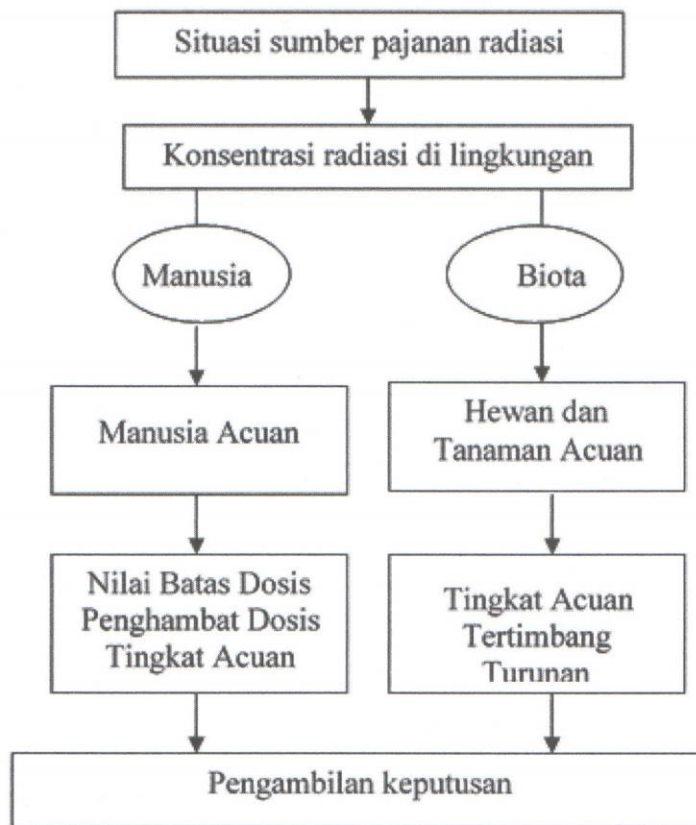 Situasi sumber pajanan radiasi
Konsentrasi radiasi di lingkungan
Manusia
Biota
Manusia Acuan
Hewan dan
Tanaman Acuan
Nilai Batas Dosis
Penghambat Dosis
Tingkat Acuan
Tingkat Acuan
Tertimbang
Turunan
Pengambilan keputusan